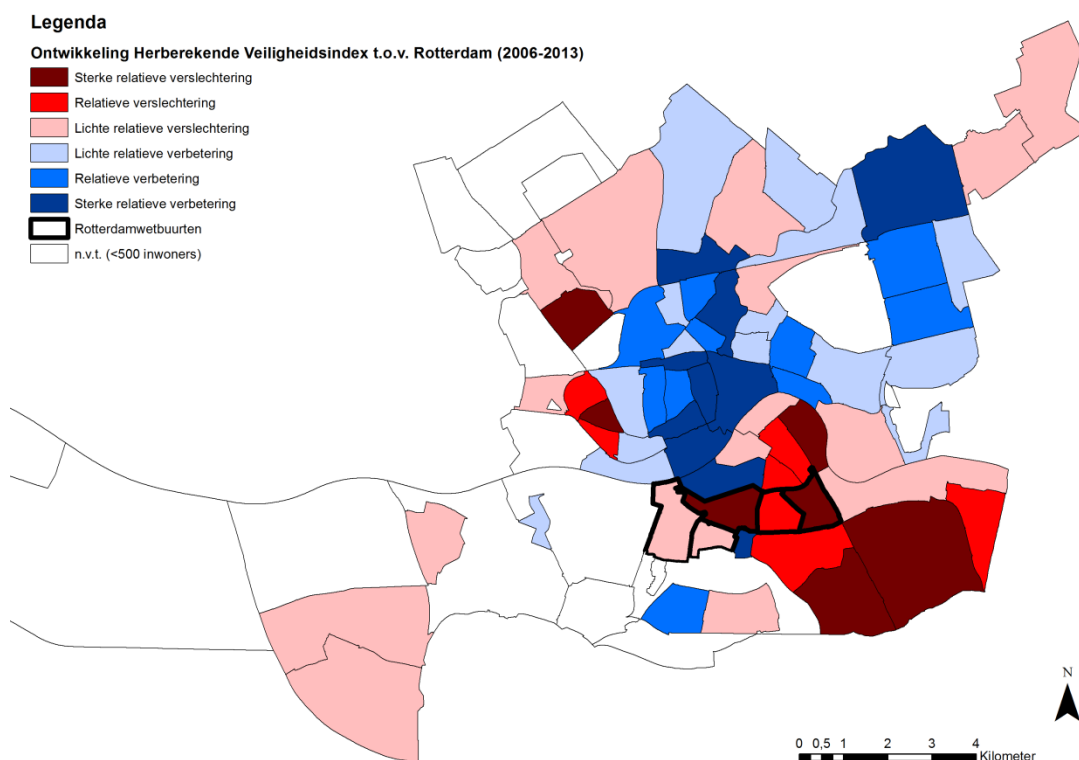 Legenda
Ontwikkeling Herberekende Veiligheidsindex t.o.v. Rotterdam (2006-2013)
Sterke relatieve verslechtering
Relatieve verslechtering
Lichte relatieve verslechtering
Lichte relatieve verbetering
Relatieve verbetering
Sterke relatieve verbetering
Rotterdamwetbuurten
n.v.t. (<500 inwoners)
N
0 0,5 1 2 3 4
Kilometer